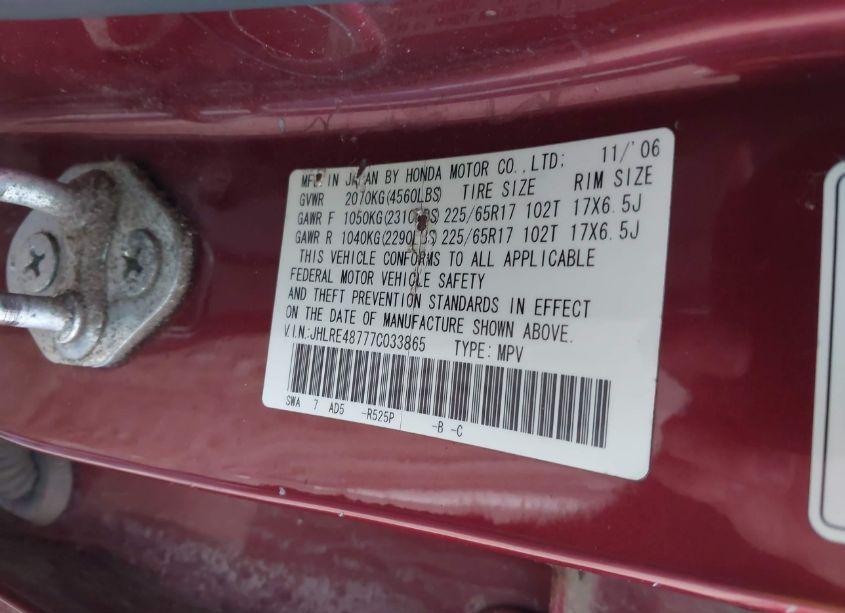 MFD. IN JAPAN BY HONDA MOTOR CO., LTD: 11/'06
GVWR 2070KG(4560LBS) TIRE SIZE RIM SIZE
GAWR F 1050KG(2310LBS) 225/65R17 102T 17X6.5J
GAWR R 1040KG(2290LBS) 225/65R17 102T 17X6.5J
THIS VEHICLE CONFORMS TO ALL APPLICABLE
FEDERAL MOTOR VEHICLE SAFETY
AND THEFT PREVENTION STANDARDS IN EFFECT
ON THE DATE OF MANUFACTURE SHOWN ABOVE.
V.I.N.:JHLRE48777C033865 TYPE: MPV
SWA 7 AD5 -R525P -B -C